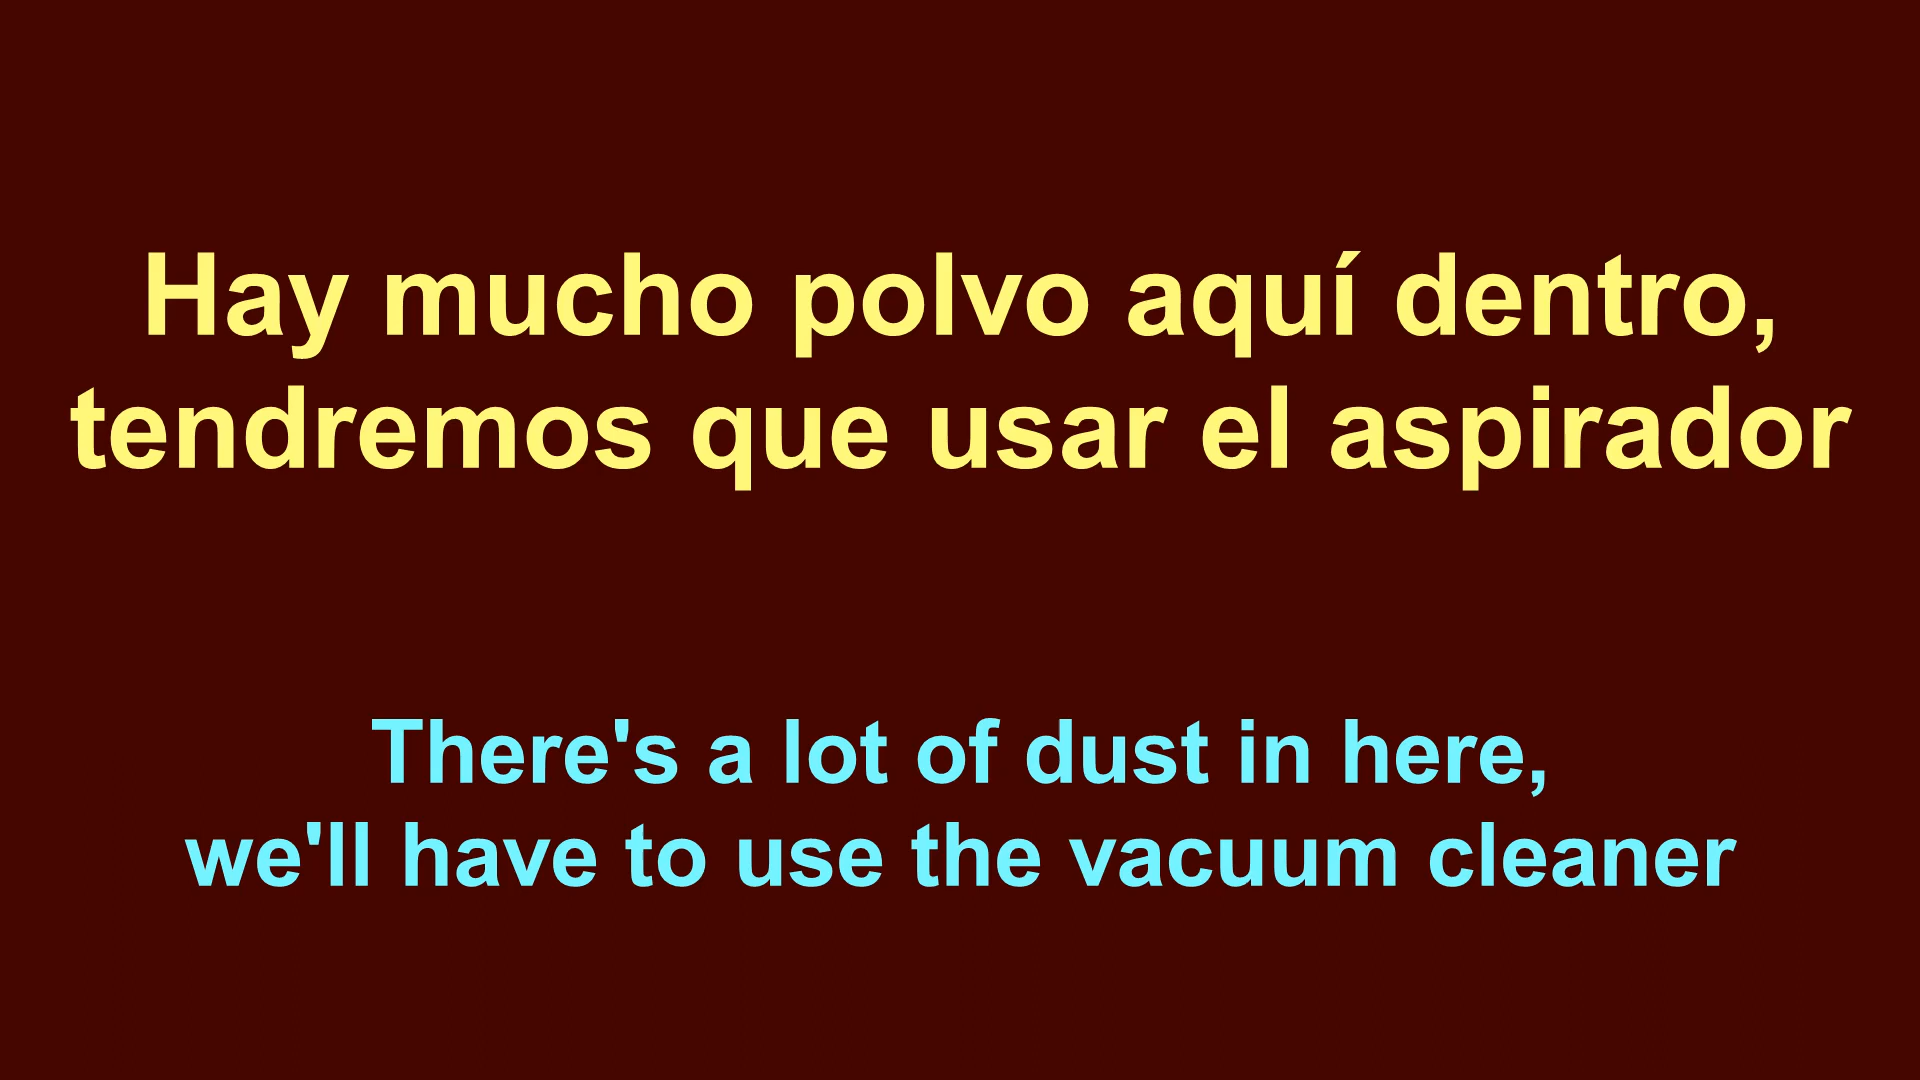 Hay mucho polvo aquí dentro,
tendremos que usar el aspirador
There's a lot of dust in here,
we'll have to use the vacuum cleaner